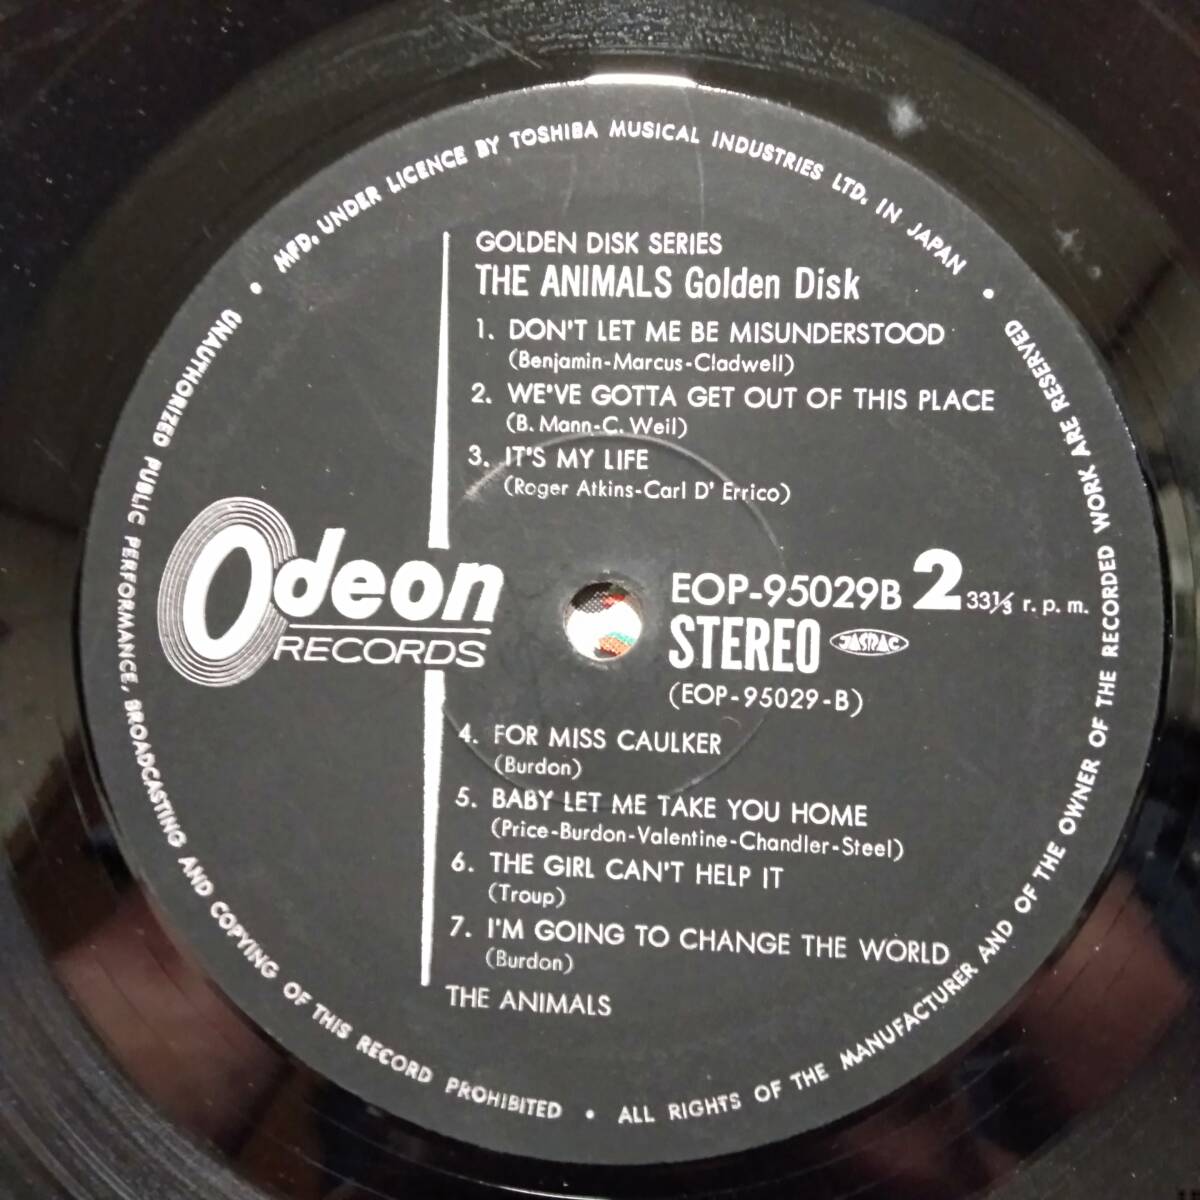 MFD. UNDER LICENCE BY TOSHIBA MUSICAL INDUSTRIES LTD. IN JAPAN •
GOLDEN DISK SERIES
THE ANIMALS Golden Disk
1. DON'T LET ME BE MISUNDERSTOOD
(Benjamin-Marcus-Cladwell)
2. WE'VE GOTTA GET OUT OF THIS PLACE
(B. Mann-C. Weil)
3. IT'S MY LIFE
(Roger Atkins-Carl D' Errico)
Odeon
RECORDS
EOP-95029B 2 33⅓ r. p. m.
STEREO JASRAC
(EOP-95029-B)
4. FOR MISS CAULKER
(Burdon)
5. BABY LET ME TAKE YOU HOME
(Price-Burdon-Valentine-Chandler-Steel)
6. THE GIRL CAN'T HELP IT
(Troup)
7. I'M GOING TO CHANGE THE WORLD
(Burdon)
THE ANIMALS
ALL RIGHTS OF THE MANUFACTURER AND OF THE OWNER OF THE RECORDED WORK ARE RESERVED
• UNAUTHORIZED PUBLIC PERFORMANCE, BROADCASTING AND COPYING OF THIS RECORD PROHIBITED •